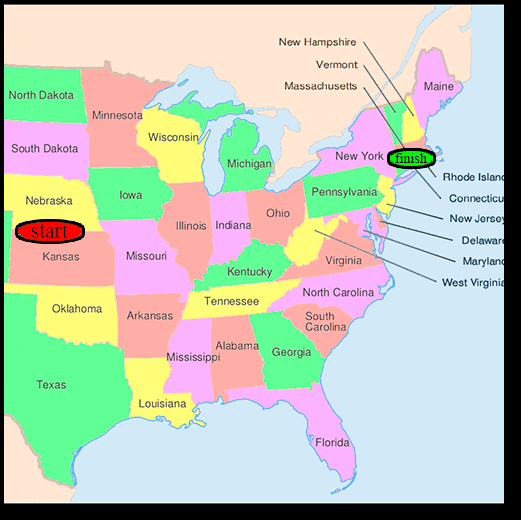 New Hampshire
Vermont
Massachusetts
Maine
North Dakota
Minnesota
Wisconsin
South Dakota
Michigan
New York
finish
Rhode Island
Iowa
Pennsylvania
Nebraska
Connecticu
New Jersey
start
Ohio
Illinois
Indiana
Delaware
Kansas
Missouri
Virginia
Maryland
Kentucky
West Virginia
Oklahoma
Tennessee
North Carolina
Arkansas
South
Carolina
Alabama
Georgia
Mississippi
Texas
Louisiana
Florida